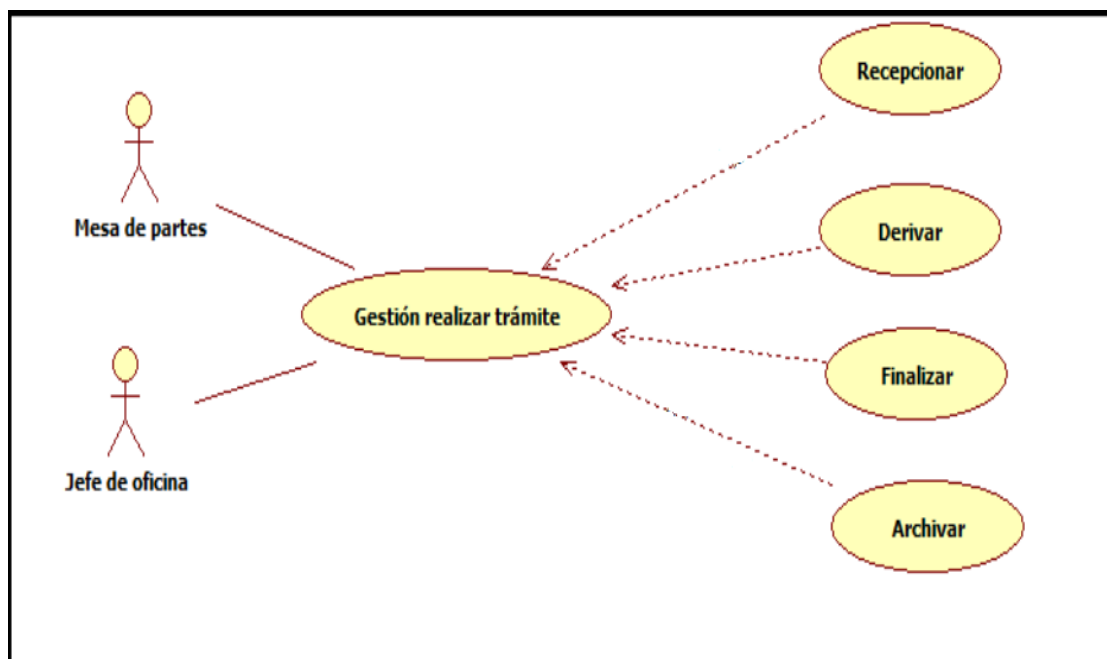 Recepcionar
Mesa de partes
Derivar
Gestión realizar trámite
Finalizar
Jefe de oficina
Archivar